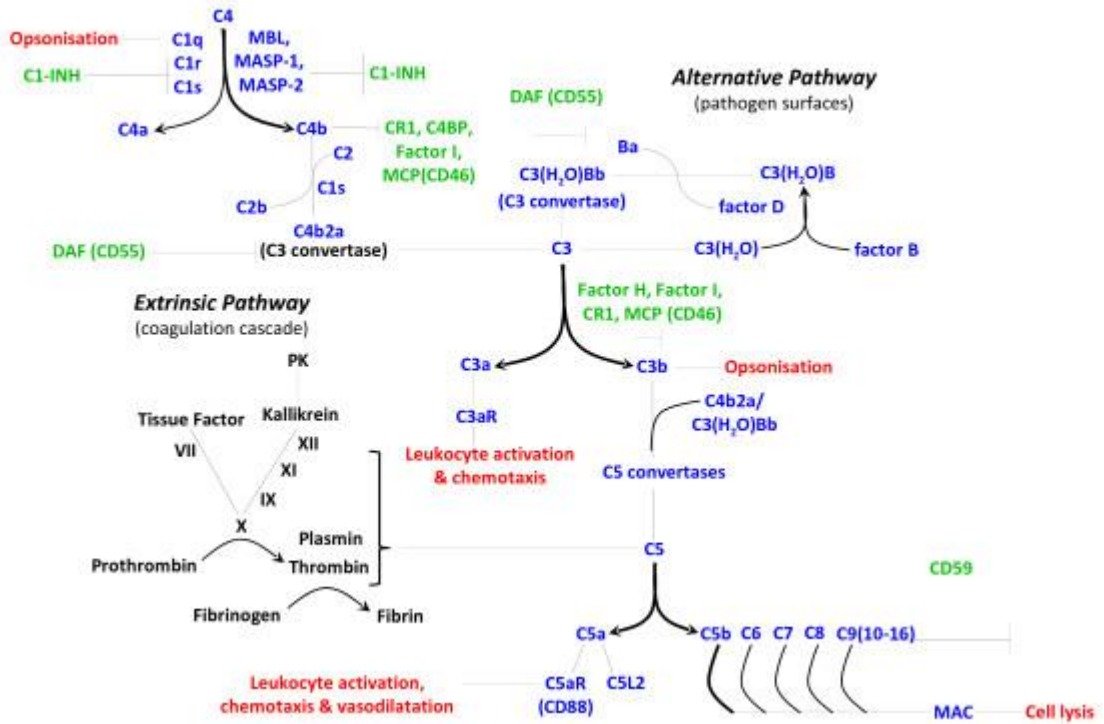 C4
Opsonisation
C1q
C1r
C1s
C1-INH
MBL,
MASP-1,
MASP-2
C1-INH
C4a
C4b
CR1, C4BP,
Factor I,
MCP(CD46)
C2
C1s
C2b
C4b2a
(C3 convertase)
DAF (CD55)
Alternative Pathway
(pathogen surfaces)
DAF (CD55)
Ba
C3(H₂O)Bb
(C3 convertase)
C3(H₂O)B
factor D
C3
C3(H₂O)
factor B
Factor H, Factor I,
CR1, MCP (CD46)
C3a
C3b
Opsonisation
C3aR
C4b2a/
C3(H₂O)Bb
Leukocyte activation
& chemotaxis
C5 convertases
Extrinsic Pathway
(coagulation cascade)
PK
Tissue Factor
Kallikrein
VII
XII
XI
IX
X
Plasmin
Prothrombin
Thrombin
Fibrinogen
Fibrin
C5
CD59
C5a
C5b
C6
C7
C8
C9(10-16)
C5aR
(CD88)
C5L2
Leukocyte activation,
chemotaxis & vasodilatation
MAC
Cell lysis